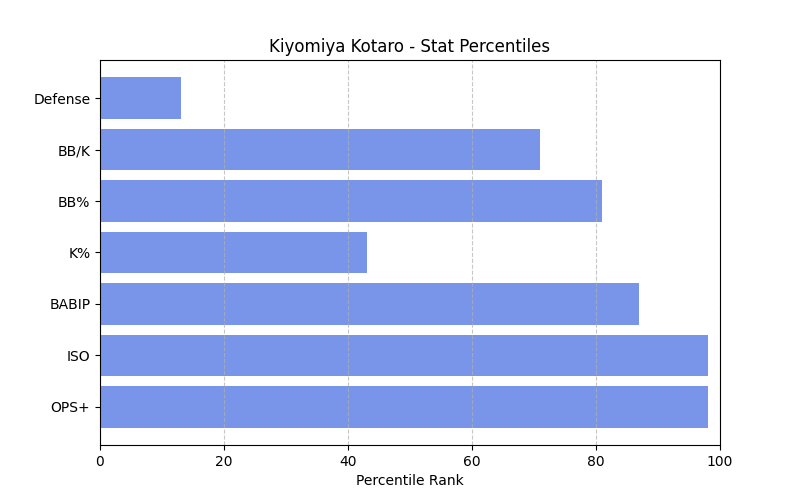 Kiyomiya Kotaro - Stat Percentiles
Defense
BB/K
BB%
K%
BABIP
ISO
OPS+
0 20 40 60 80 100
Percentile Rank